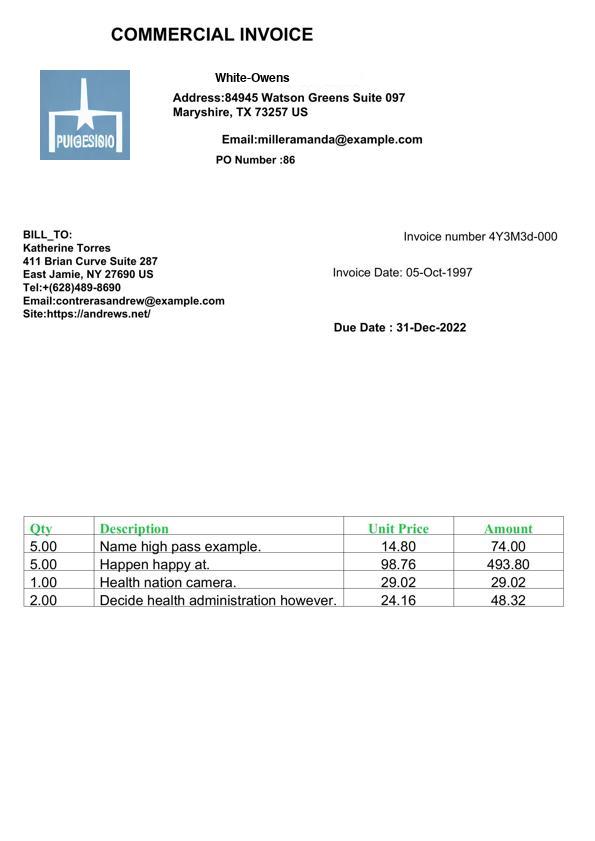 COMMERCIAL INVOICE
PUIGESISIO
White-Owens
Address:84945 Watson Greens Suite 097
Maryshire, TX 73257 US
Email:milleramanda@example.com
PO Number :86
BILL_TO:
Katherine Torres
411 Brian Curve Suite 287
East Jamie, NY 27690 US
Tel:+(628)489-8690
Email:contrerasandrew@example.com
Site:https://andrews.net/
Invoice number 4Y3M3d-000
Invoice Date: 05-Oct-1997
Due Date : 31-Dec-2022
Qty Description Unit Price Amount
5.00 Name high pass example. 14.80 74.00
5.00 Happen happy at. 98.76 493.80
1.00 Health nation camera. 29.02 29.02
2.00 Decide health administration however. 24.16 48.32